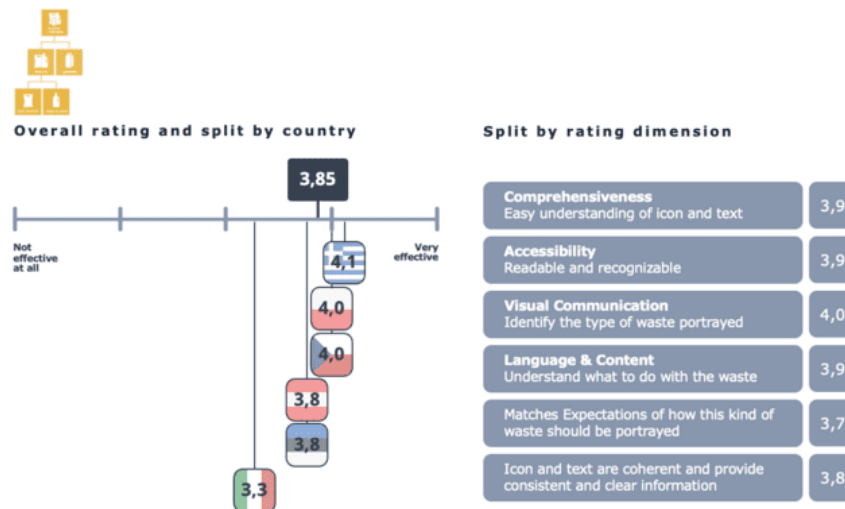 Overall rating and split by country
3,85
Not
effective
at all
Very
effective
4,1
4,0
4,0
3,8
3,8
3,3
Split by rating dimension
Comprehensiveness
Easy understanding of icon and text
3,9
Accessibility
Readable and recognizable
3,9
Visual Communication
Identify the type of waste portrayed
4,0
Language & Content
Understand what to do with the waste
3,9
Matches Expectations of how this kind of
waste should be portrayed
3,7
Icon and text are coherent and provide
consistent and clear information
3,8